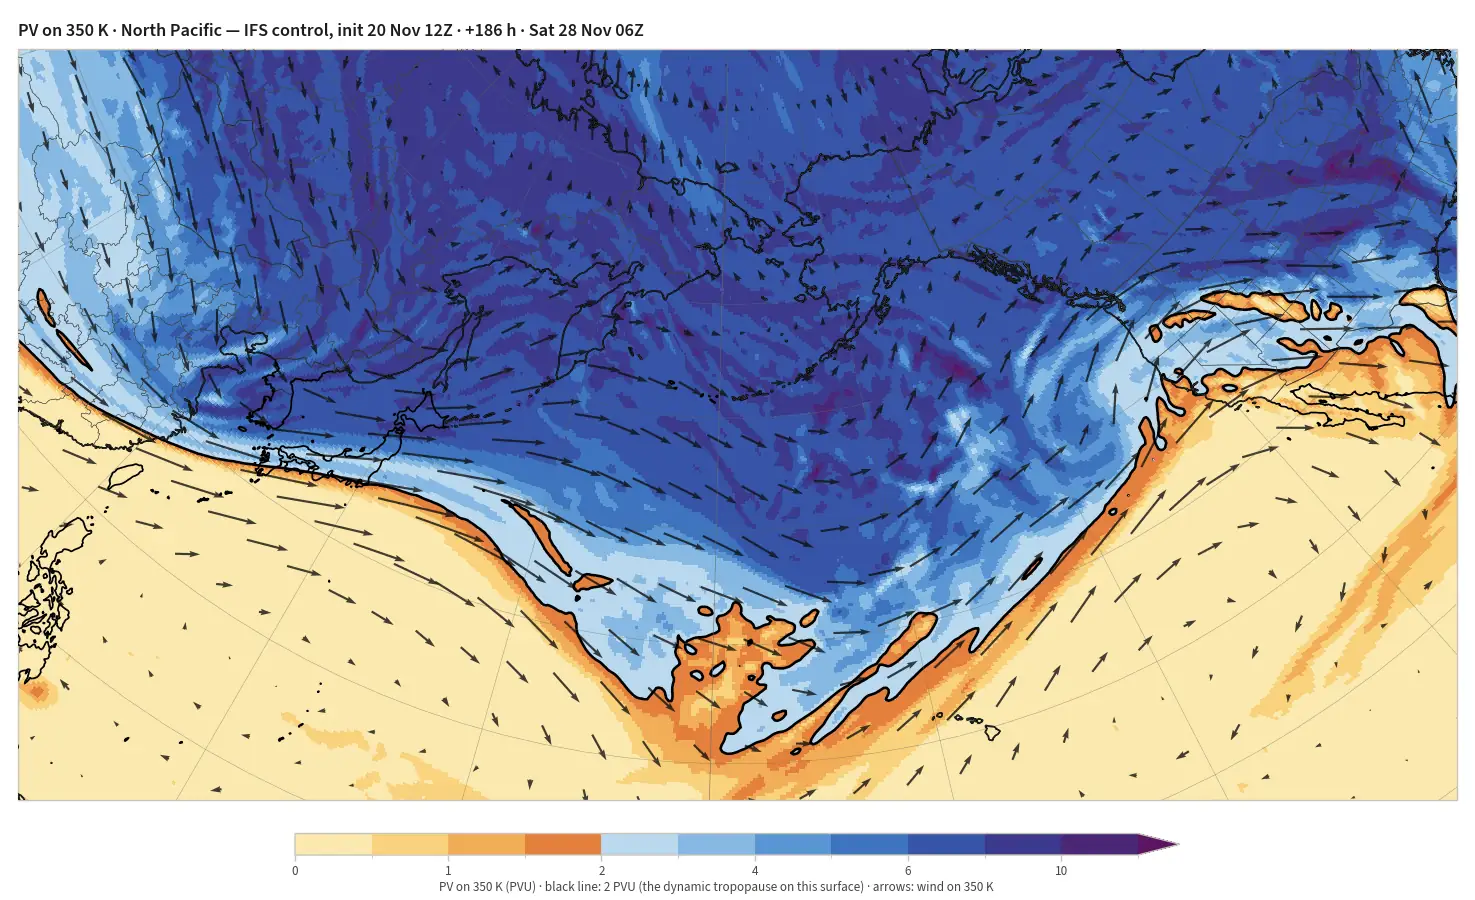 PV on 350 K · North Pacific — IFS control, init 20 Nov 12Z · +186 h · Sat 28 Nov 06Z
0 1 2 4 6 10
PV on 350 K (PVU) · black line: 2 PVU (the dynamic tropopause on this surface) · arrows: wind on 350 K